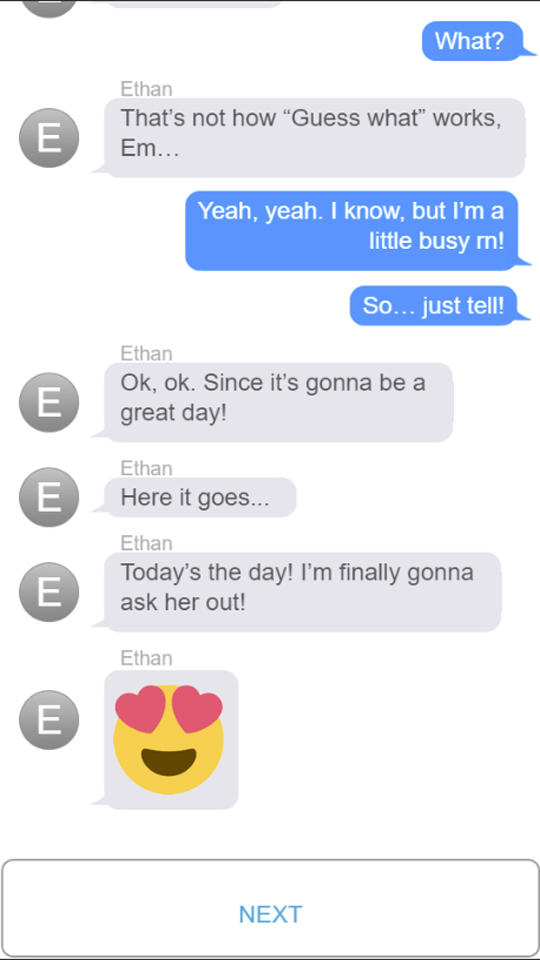 What?
Ethan
E
That’s not how “Guess what” works,
Em…
Yeah, yeah. I know, but I’m a
little busy rn!
So… just tell!
Ethan
E
Ok, ok. Since it’s gonna be a
great day!
Ethan
E
Here it goes...
Ethan
E
Today’s the day! I’m finally gonna
ask her out!
Ethan
E
NEXT